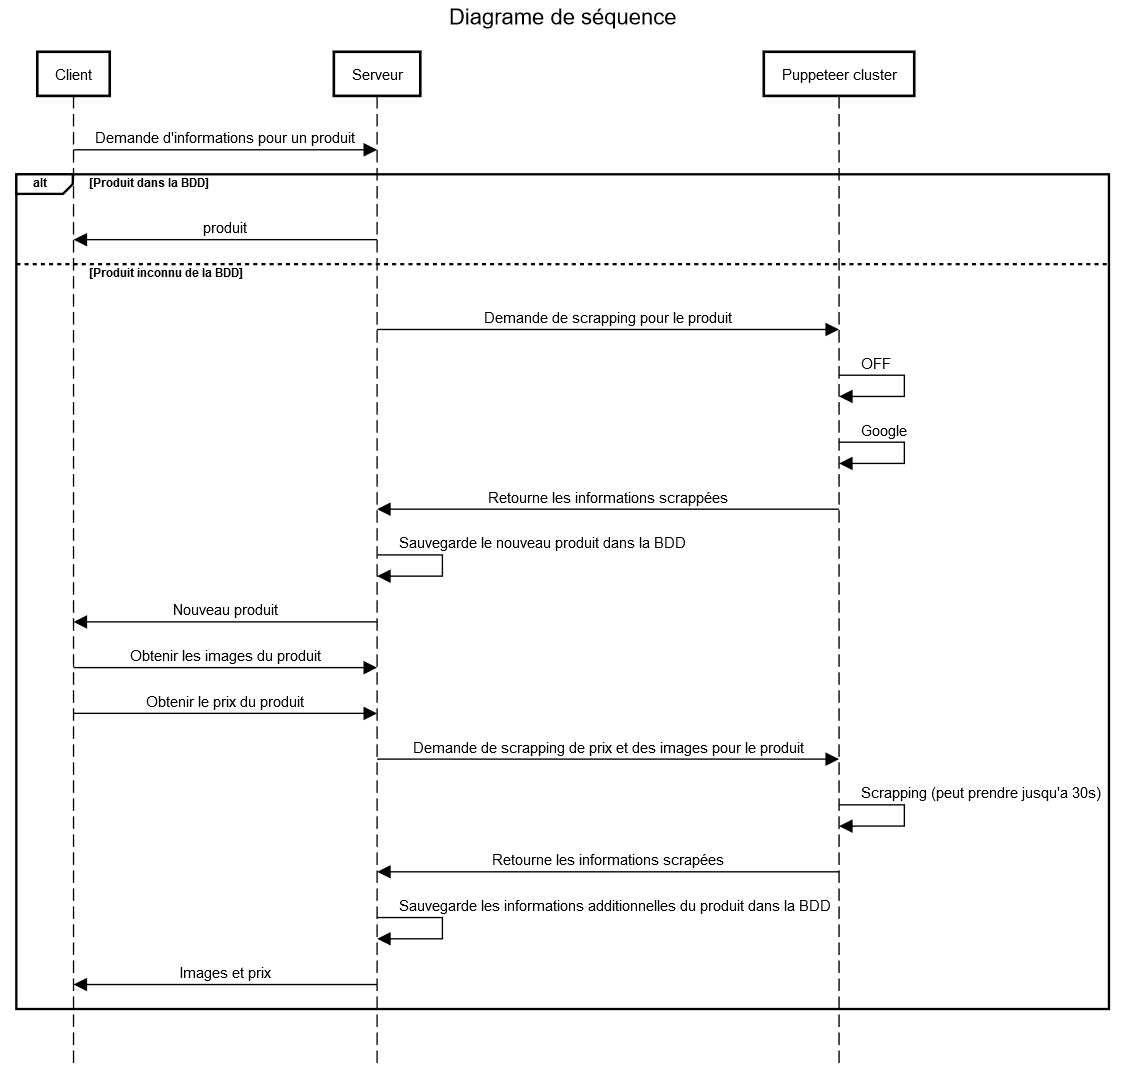 Diagrame de séquence
Client
Serveur
Puppeteer cluster
Demande d'informations pour un produit
alt
[Produit dans la BDD]
produit
[Produit inconnu de la BDD]
Demande de scrapping pour le produit
OFF
Google
Retourne les informations scrappées
Sauvegarde le nouveau produit dans la BDD
Nouveau produit
Obtenir les images du produit
Obtenir le prix du produit
Demande de scrapping de prix et des images pour le produit
Scrapping (peut prendre jusqu'a 30s)
Retourne les informations scrapées
Sauvegarde les informations additionnelles du produit dans la BDD
Images et prix